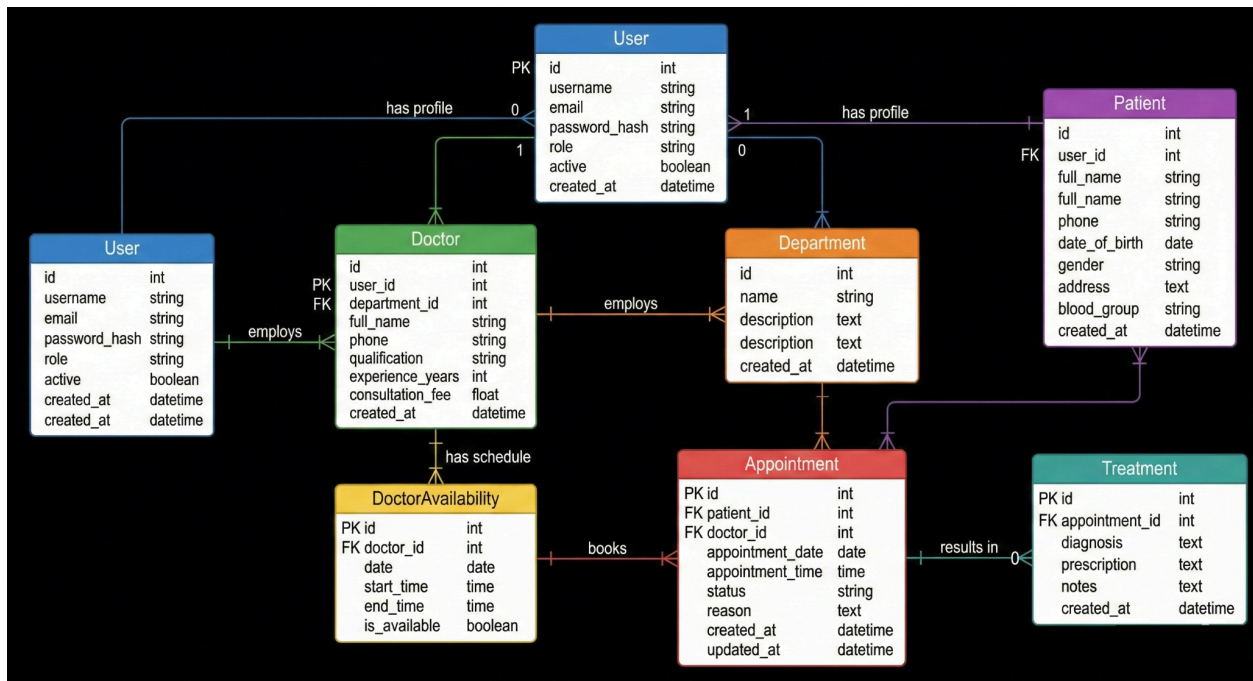 User
PK id int
username string
email string
password_hash string
role string
active boolean
created_at datetime
has profile 0
1
0
1 has profile
Patient
id int
FK user_id int
full_name string
full_name string
phone string
date_of_birth date
gender string
address text
blood_group string
created_at datetime
User
id int
username string
email string
password_hash string
role string
active boolean
created_at datetime
created_at datetime
employs
Doctor
id int
PK user_id int
FK department_id int
full_name string
phone string
qualification string
experience_years int
consultation_fee float
created_at datetime
employs
Department
id int
name string
description text
description text
created_at datetime
has schedule
DoctorAvailability
PK id int
FK doctor_id int
date date
start_time time
end_time time
is_available boolean
books
Appointment
PK id int
FK patient_id int
FK doctor_id int
appointment_date date
appointment_time time
status string
reason text
created_at datetime
updated_at datetime
results in 0
Treatment
PK id int
FK appointment_id int
diagnosis text
prescription text
notes text
created_at datetime